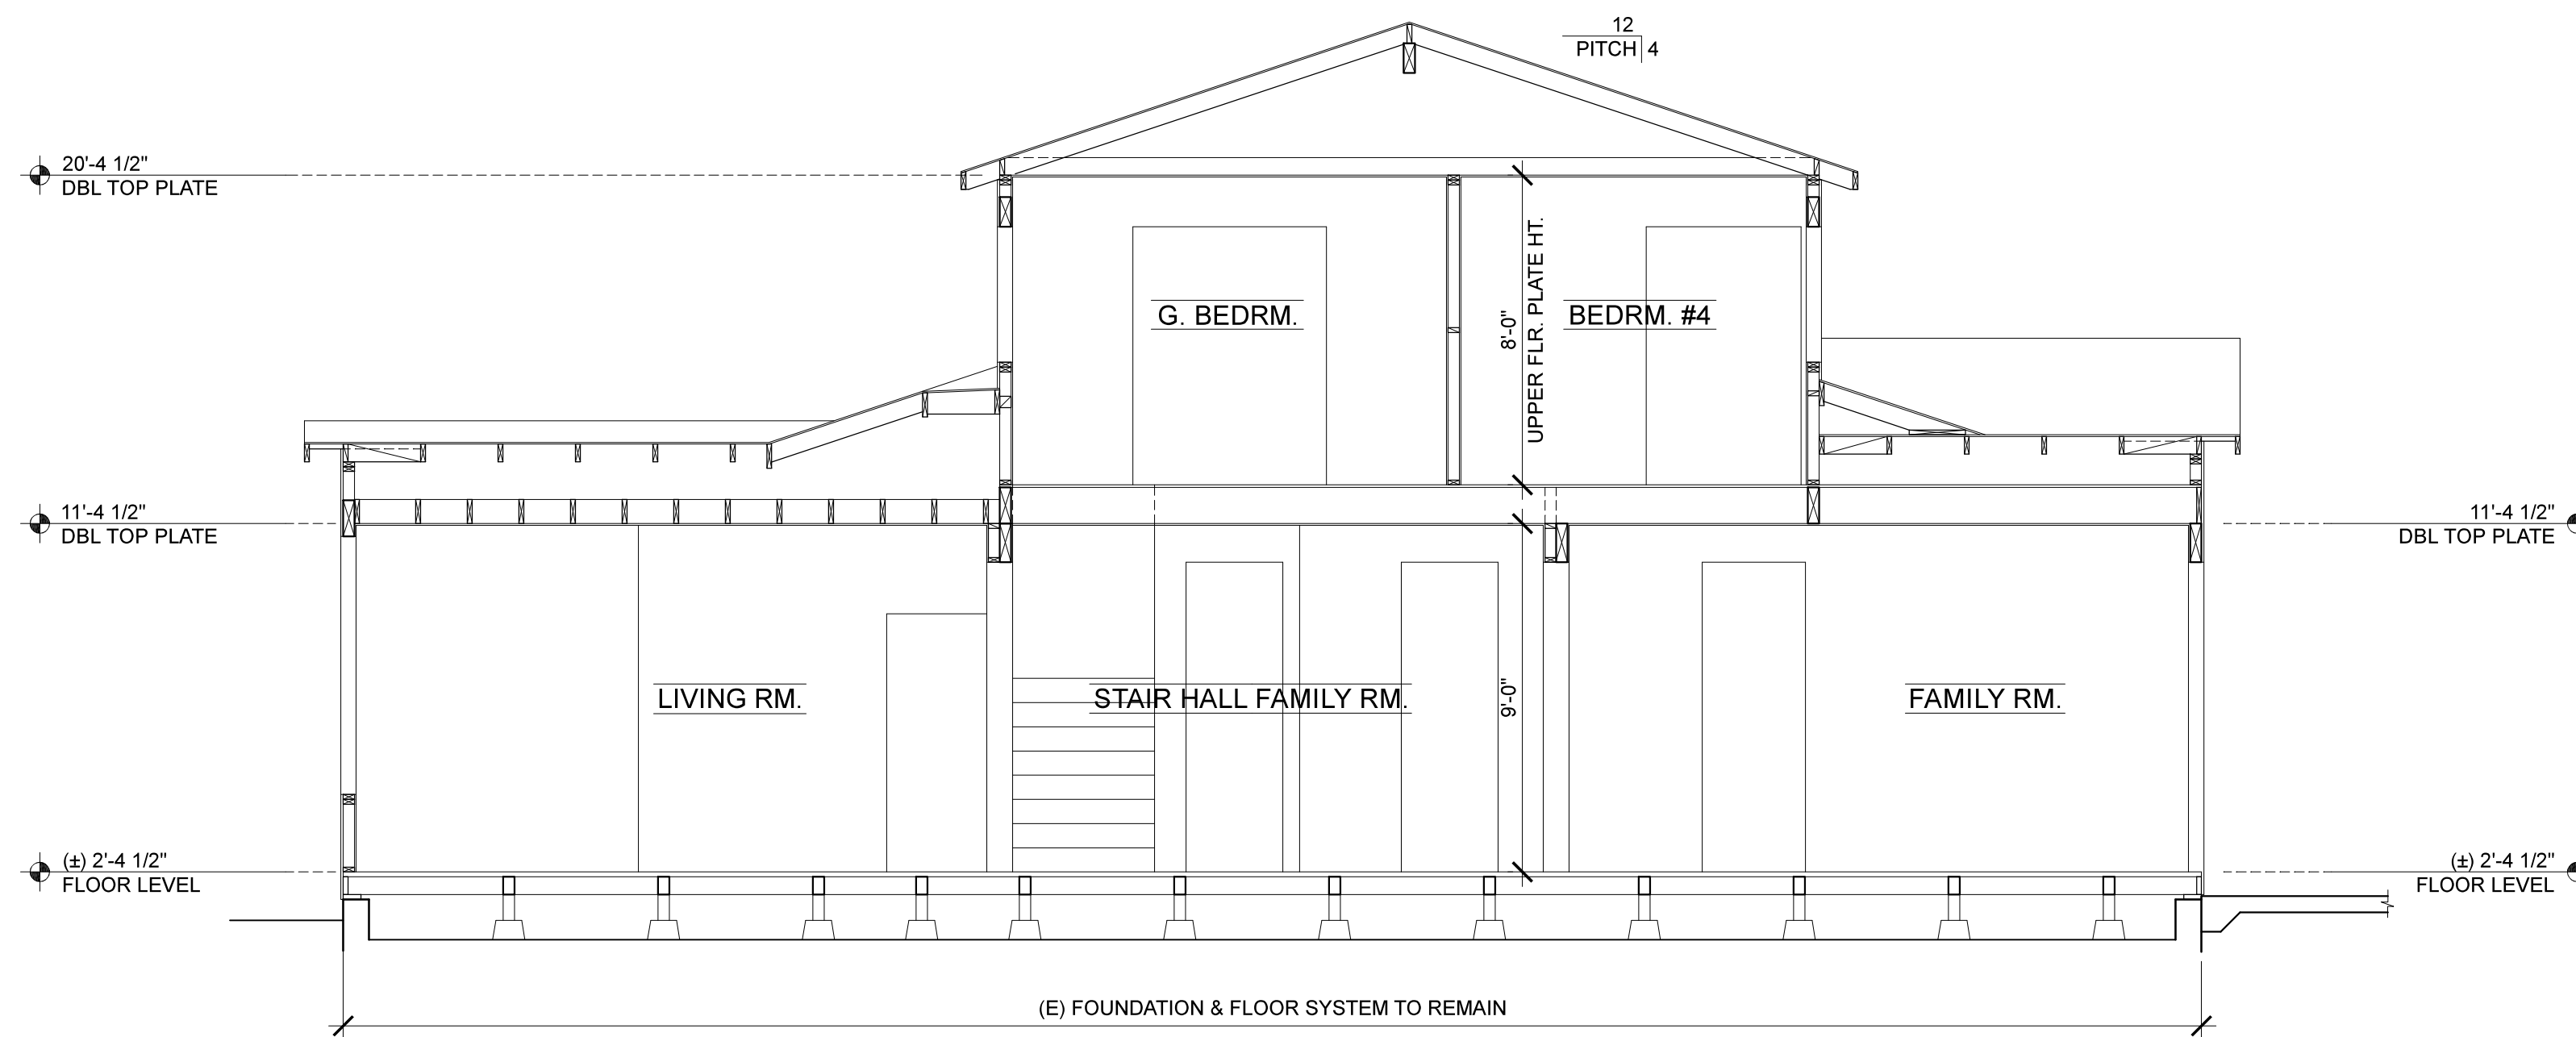 12
PITCH 4
20'-4 1/2"
DBL TOP PLATE
G. BEDRM.
8'-0"
UPPER FLR. PLATE HT.
BEDRM. #4
11'-4 1/2"
DBL TOP PLATE
11'-4 1/2"
DBL TOP PLATE
LIVING RM.
STAIR HALL FAMILY RM.
9'-0"
FAMILY RM.
(±) 2'-4 1/2"
FLOOR LEVEL
(±) 2'-4 1/2"
FLOOR LEVEL
(E) FOUNDATION & FLOOR SYSTEM TO REMAIN